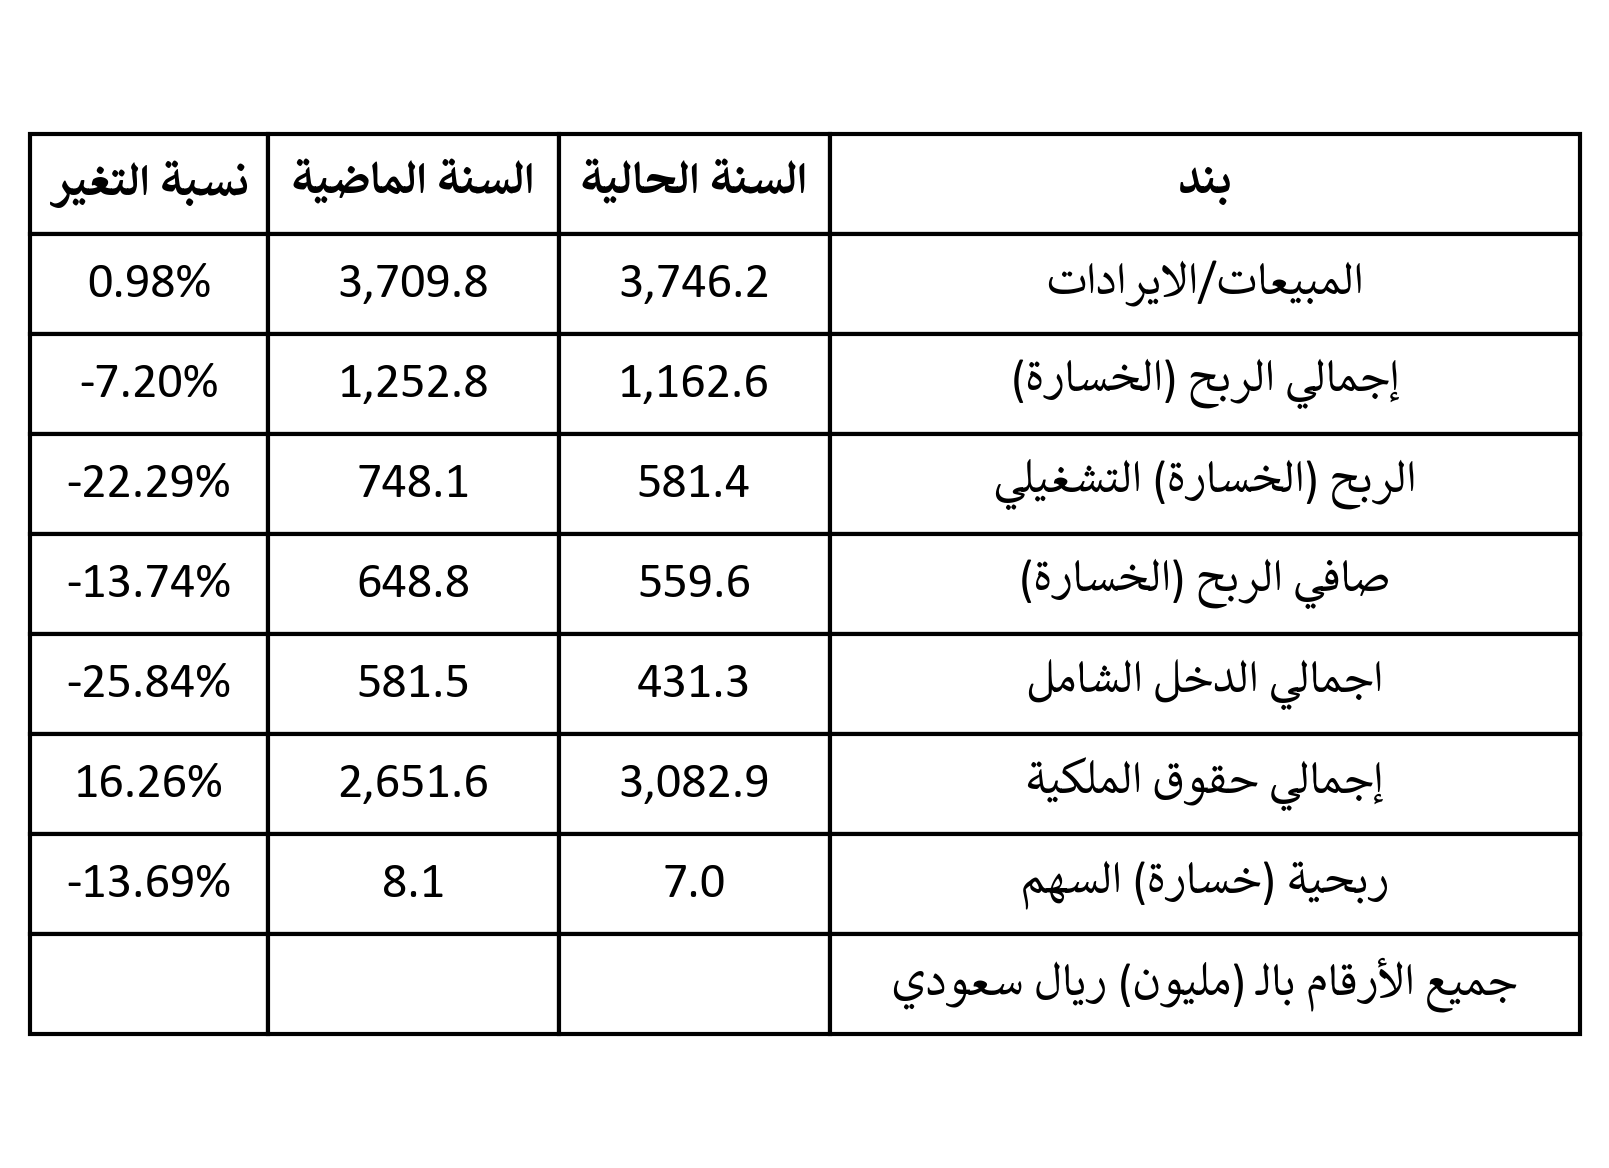 بند السنة الحالية السنة الماضية نسبة التغير
المبيعات/الايرادات 3,746.2 3,709.8 0.98%
إجمالي الربح (الخسارة) 1,162.6 1,252.8 -7.20%
الربح (الخسارة) التشغيلي 581.4 748.1 -22.29%
صافي الربح (الخسارة) 559.6 648.8 -13.74%
اجمالي الدخل الشامل 431.3 581.5 -25.84%
إجمالي حقوق الملكية 3,082.9 2,651.6 16.26%
ربحية (خسارة) السهم 7.0 8.1 -13.69%
جميع الأرقام بالـ (مليون) ريال سعودي